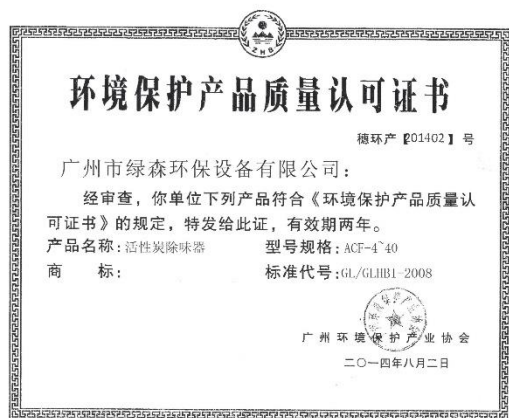 ZHB
环境保护产品质量认可证书
穗环产【201402】号
广州市绿森环保设备有限公司：
经审查，你单位下列产品符合《环境保护产品质量认
可证书》的规定，特发给此证，有效期两年。
产品名称：活性炭除味器 型号规格：ACF-4~40
商 标： 标准代号：GL/GLHB1-2008
广州环境保护产业协会
二〇一四年八月二日